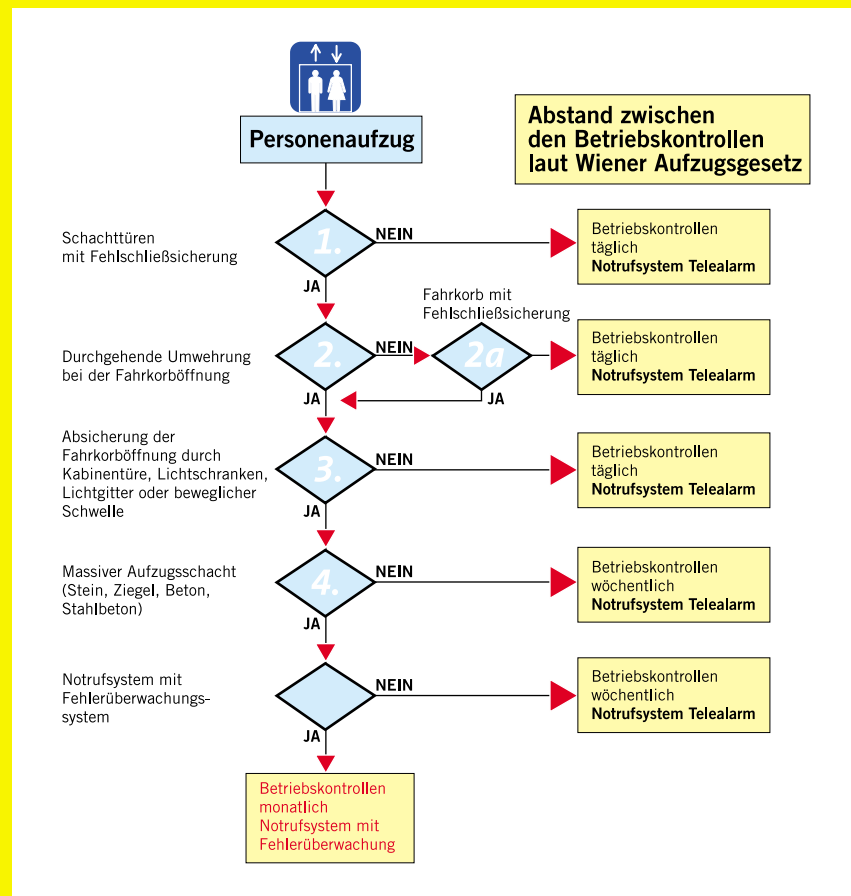 Personenaufzug
Abstand zwischen
den Betriebskontrollen
laut Wiener Aufzugsgesetz
Schachttüren
mit Fehlschließsicherung
1.
NEIN
JA
Betriebskontrollen
täglich
Notrufsystem Telealarm
Durchgehende Umwehrung
bei der Fahrkorböffnung
2.
NEIN
JA
Fahrkorb mit
Fehlschließsicherung
2a
JA
Betriebskontrollen
täglich
Notrufsystem Telealarm
Absicherung der
Fahrkorböffnung durch
Kabinentüre, Lichtschranken,
Lichtgitter oder beweglicher
Schwelle
3.
NEIN
JA
Betriebskontrollen
täglich
Notrufsystem Telealarm
Massiver Aufzugsschacht
(Stein, Ziegel, Beton,
Stahlbeton)
4.
NEIN
JA
Betriebskontrollen
wöchentlich
Notrufsystem Telealarm
Notrufsystem mit
Fehlerüberwachungs-
system
NEIN
JA
Betriebskontrollen
wöchentlich
Notrufsystem Telealarm
Betriebskontrollen
monatlich
Notrufsystem mit
Fehlerüberwachung